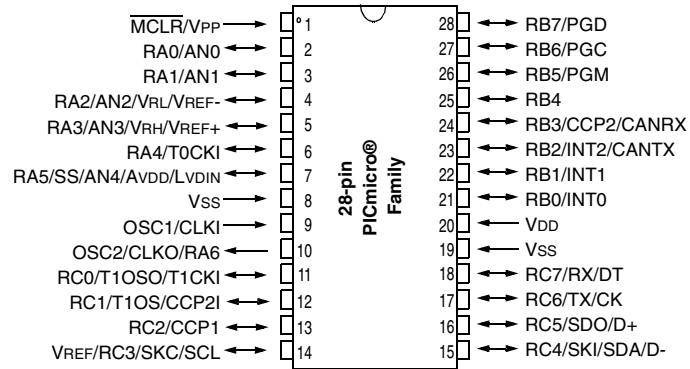 MCLR/VPP 1 28 RB7/PGD
RA0/AN0 2 27 RB6/PGC
RA1/AN1 3 26 RB5/PGM
RA2/AN2/VRL/VREF- 4 25 RB4
RA3/AN3/VRH/VREF+ 5 24 RB3/CCP2/CANRX
RA4/T0CKI 6 23 RB2/INT2/CANTX
RA5/SS/AN4/AVDD/LVDIN 7 22 RB1/INT1
VSS 8 21 RB0/INT0
OSC1/CLKI 9 20 VDD
OSC2/CLKO/RA6 10 19 VSS
RC0/T1OSO/T1CKI 11 18 RC7/RX/DT
RC1/T1OS/CCP2I 12 17 RC6/TX/CK
RC2/CCP1 13 16 RC5/SDO/D+
VREF/RC3/SKC/SCL 14 15 RC4/SKI/SDA/D-
28-pin
PICmicro®
Family